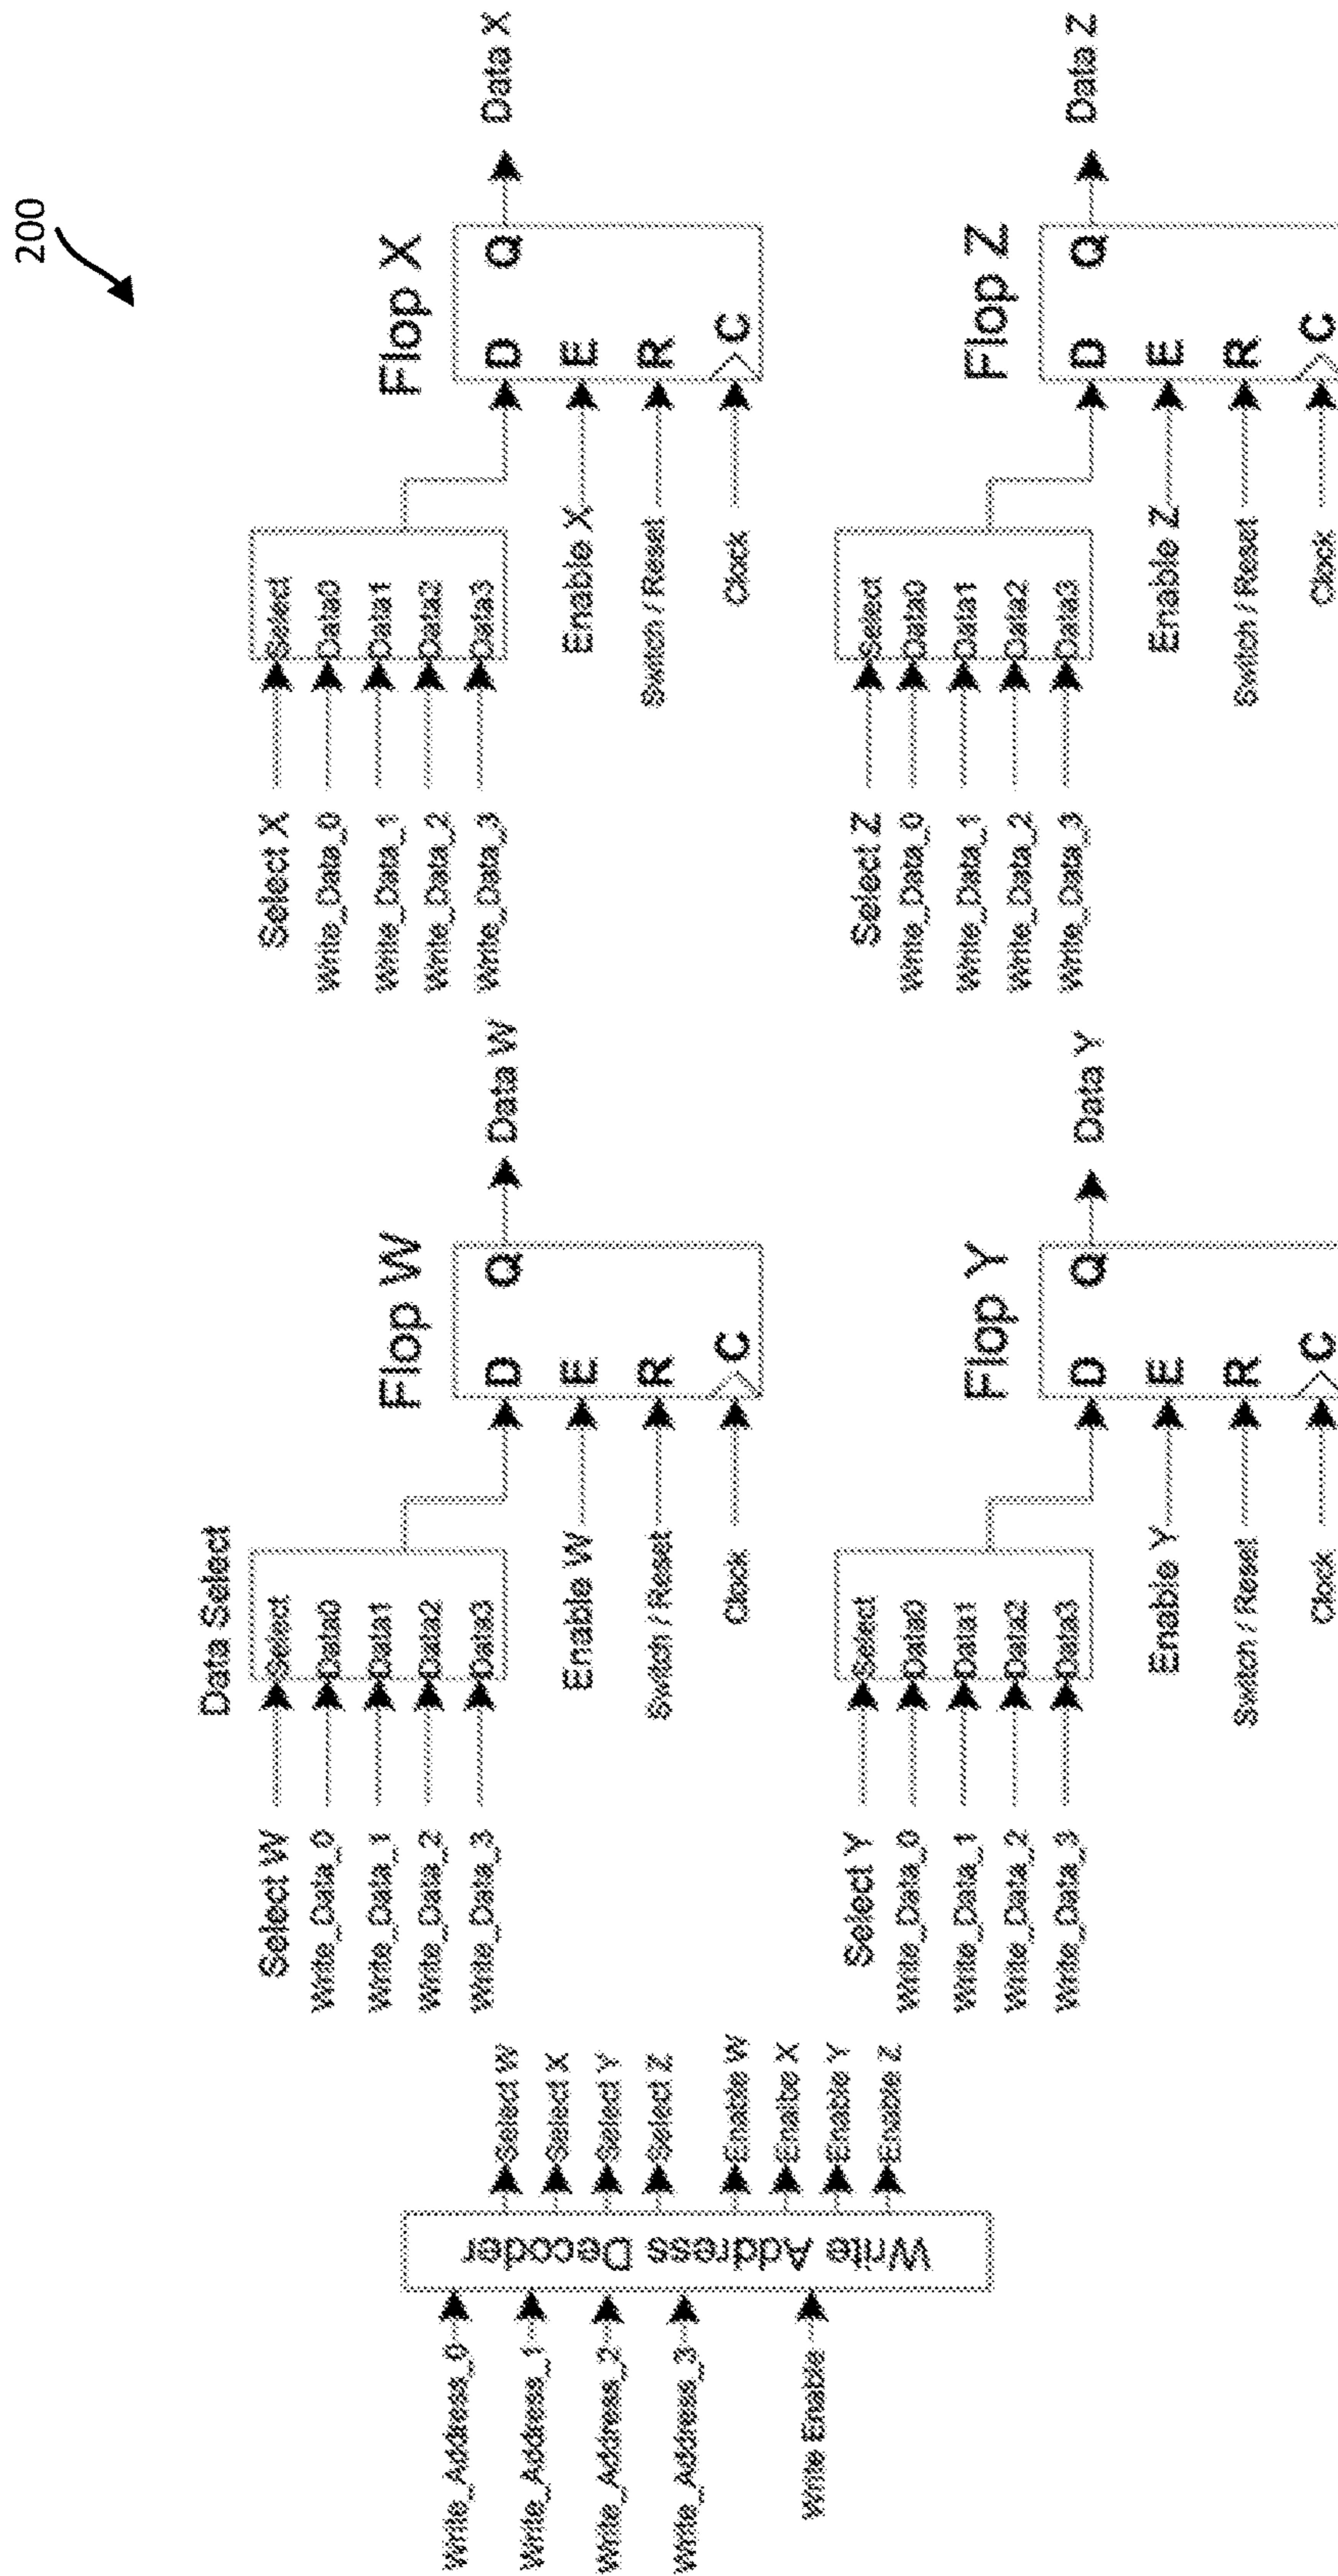 200
Write_Address_0
Write_Address_1
Write_Address_2
Write_Address_3
Write Enable
Write Address Decoder
Select W
Select X
Select Y
Select Z
Enable W
Enalbe X
Enable Y
Enable Z
Data Select
Select W
Write_Data_0
Write_Data_1
Write_Data_2
Write_Data_3
Select
Data0
Data1
Data2
Data3
Flop W
D
Q
E
R
C
Enable W
Switch / Reset
Clock
Data W
Select X
Write_Data_0
Write_Data_1
Write_Data_2
Write_Data_3
Select
Data0
Data1
Data2
Data3
Flop X
D
Q
E
R
C
Enable X
Switch / Reset
Clock
Data X
Select Y
Write_Data_0
Write_Data_1
Write_Data_2
Write_Data_3
Select
Data0
Data1
Data2
Data3
Flop Y
D
Q
E
R
C
Enable Y
Switch / Reset
Clock
Data Y
Select Z
Write_Data_0
Write_Data_1
Write_Data_2
Write_Data_3
Select
Data0
Data1
Data2
Data3
Flop Z
D
Q
E
R
C
Enable Z
Switch / Reset
Clock
Data Z